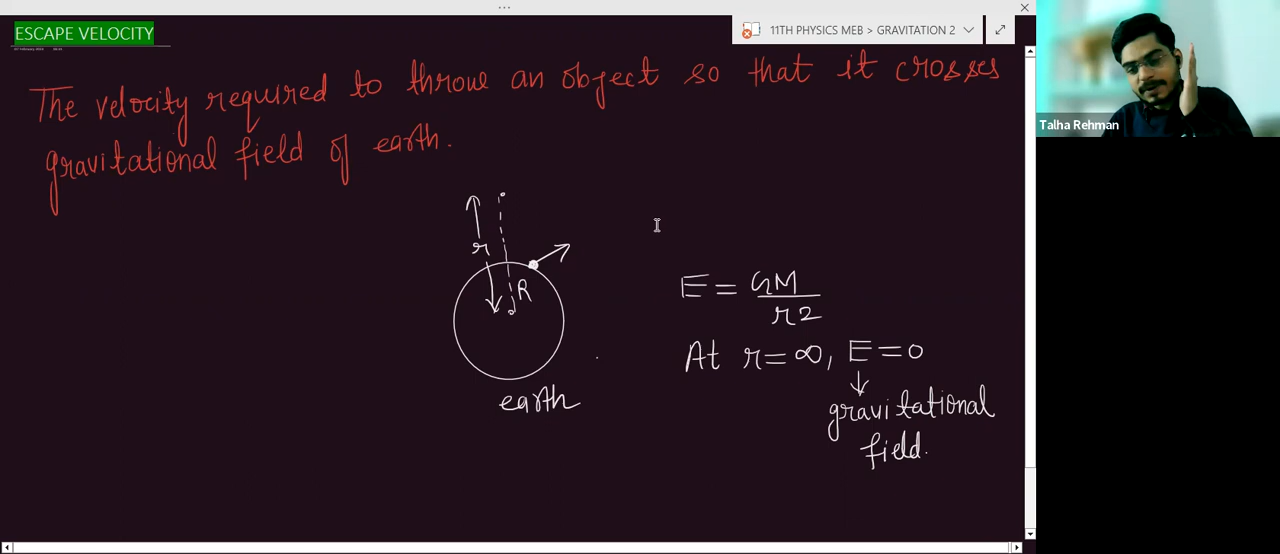 ESCAPE VELOCITY
11TH PHYSICS MEB > GRAVITATION 2
The velocity required to throw an object so that it crosses
gravitational field of earth.
Talha Rehman
r
R
earth
E = GM
r2
At r = ∞, E = 0
gravitational
field.